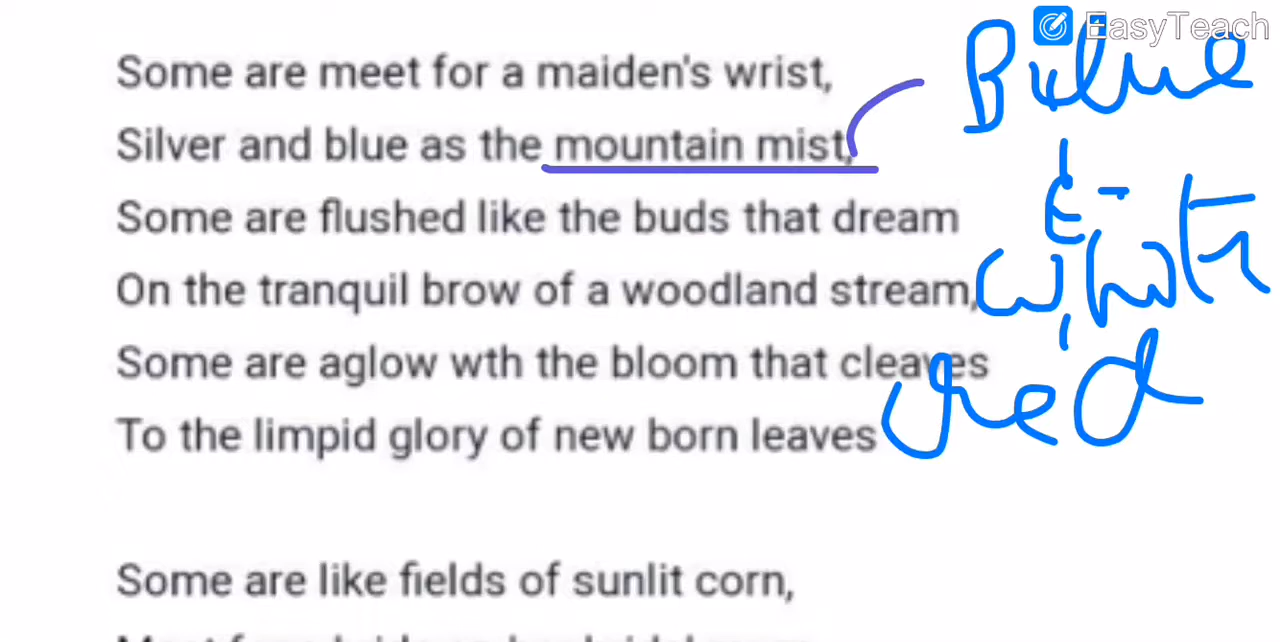 EasyTeach
Some are meet for a maiden's wrist,
Silver and blue as the mountain mist,
Some are flushed like the buds that dream
On the tranquil brow of a woodland stream,
Some are aglow wth the bloom that cleaves
To the limpid glory of new born leaves
Some are like fields of sunlit corn,
Blue
&
white
red